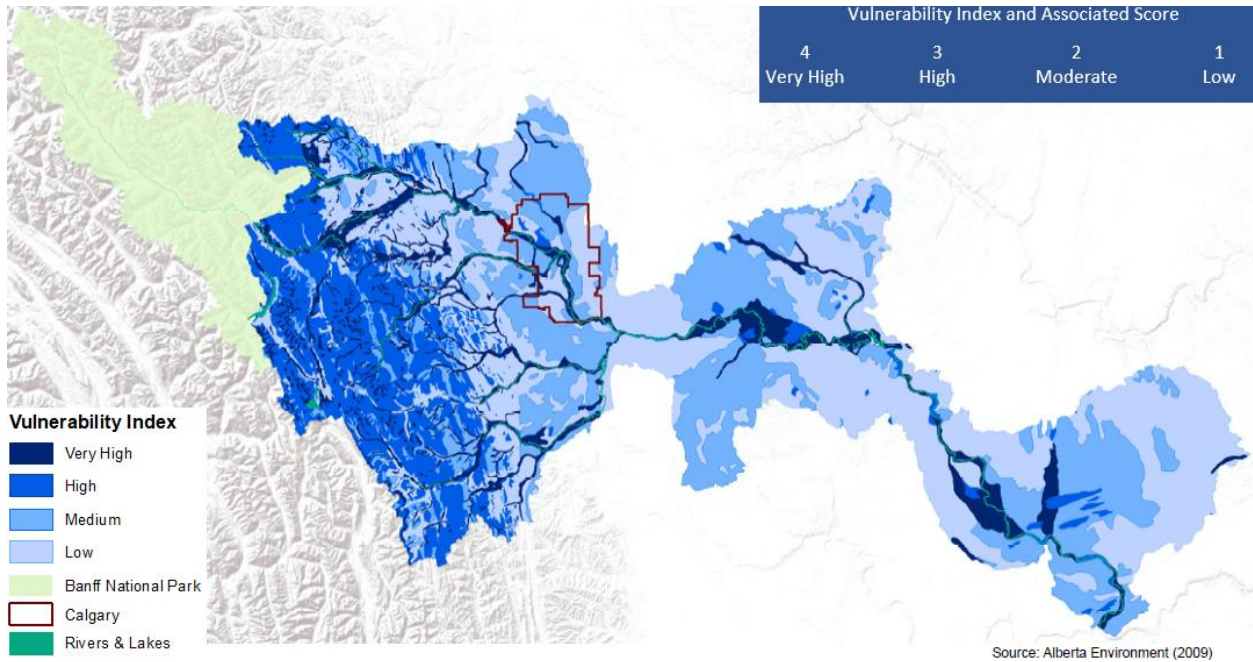 Vulnerability Index and Associated Score
4 3 2 1
Very High High Moderate Low
Vulnerability Index
Very High
High
Medium
Low
Banff National Park
Calgary
Rivers & Lakes
Source: Alberta Environment (2009)